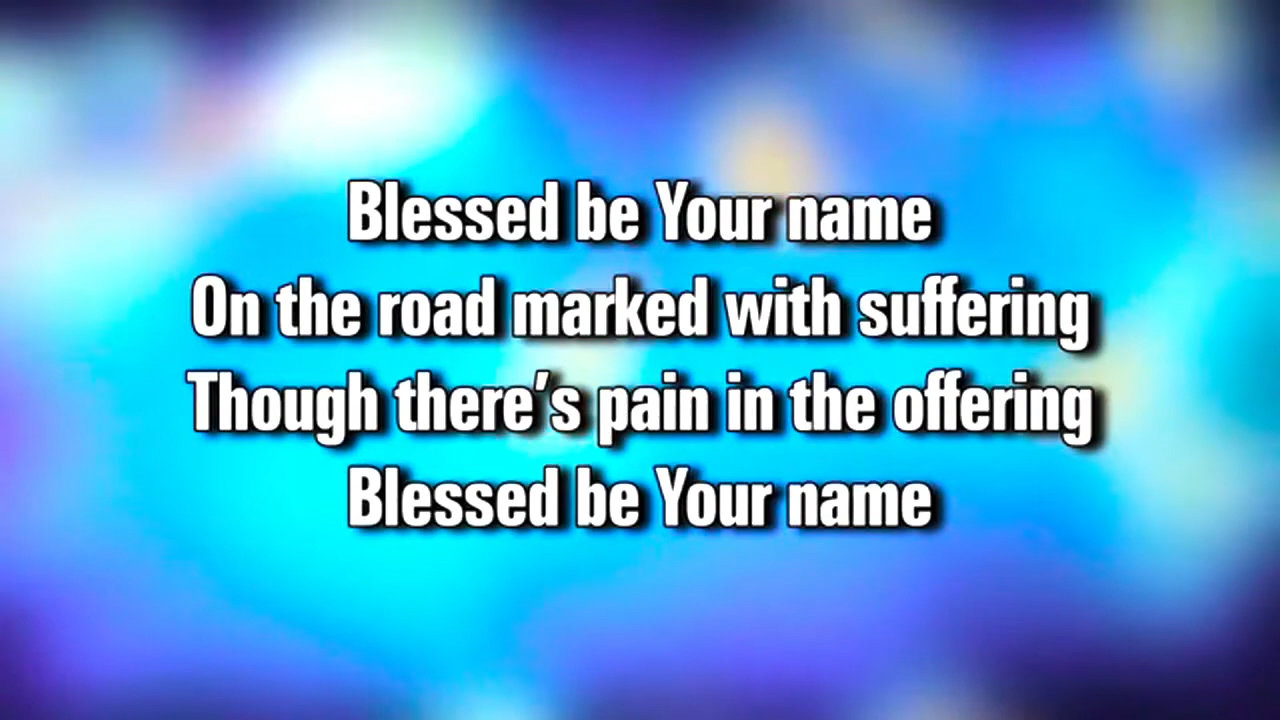 Blessed be Your name
On the road marked with suffering
Though there's pain in the offering
Blessed be Your name